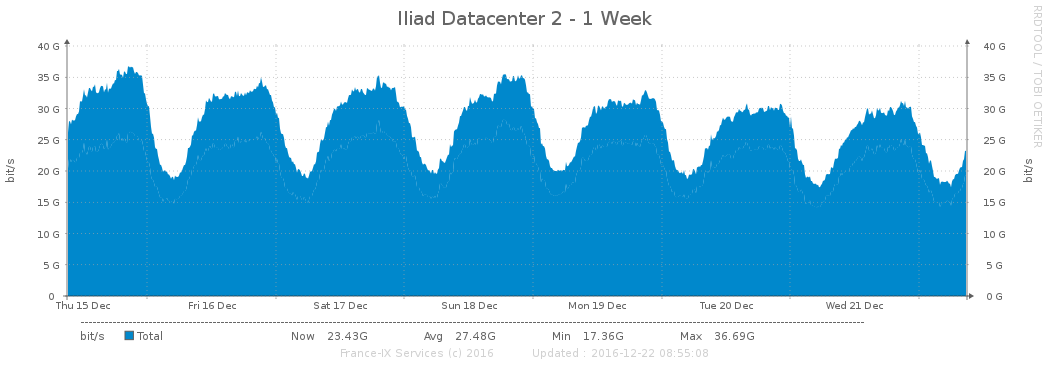 Iliad Datacenter 2 - 1 Week
RRDTOOL / TOBI OETIKER
bit/s
40 G 40 G
35 G 35 G
30 G 30 G
25 G 25 G
20 G 20 G
15 G 15 G
10 G 10 G
5 G 5 G
0 0 G
bit/s
Thu 15 Dec Fri 16 Dec Sat 17 Dec Sun 18 Dec Mon 19 Dec Tue 20 Dec Wed 21 Dec
bit/s Total Now 23.43G Avg 27.48G Min 17.36G Max 36.69G
France-IX Services (c) 2016 Updated : 2016-12-22 08:55:08